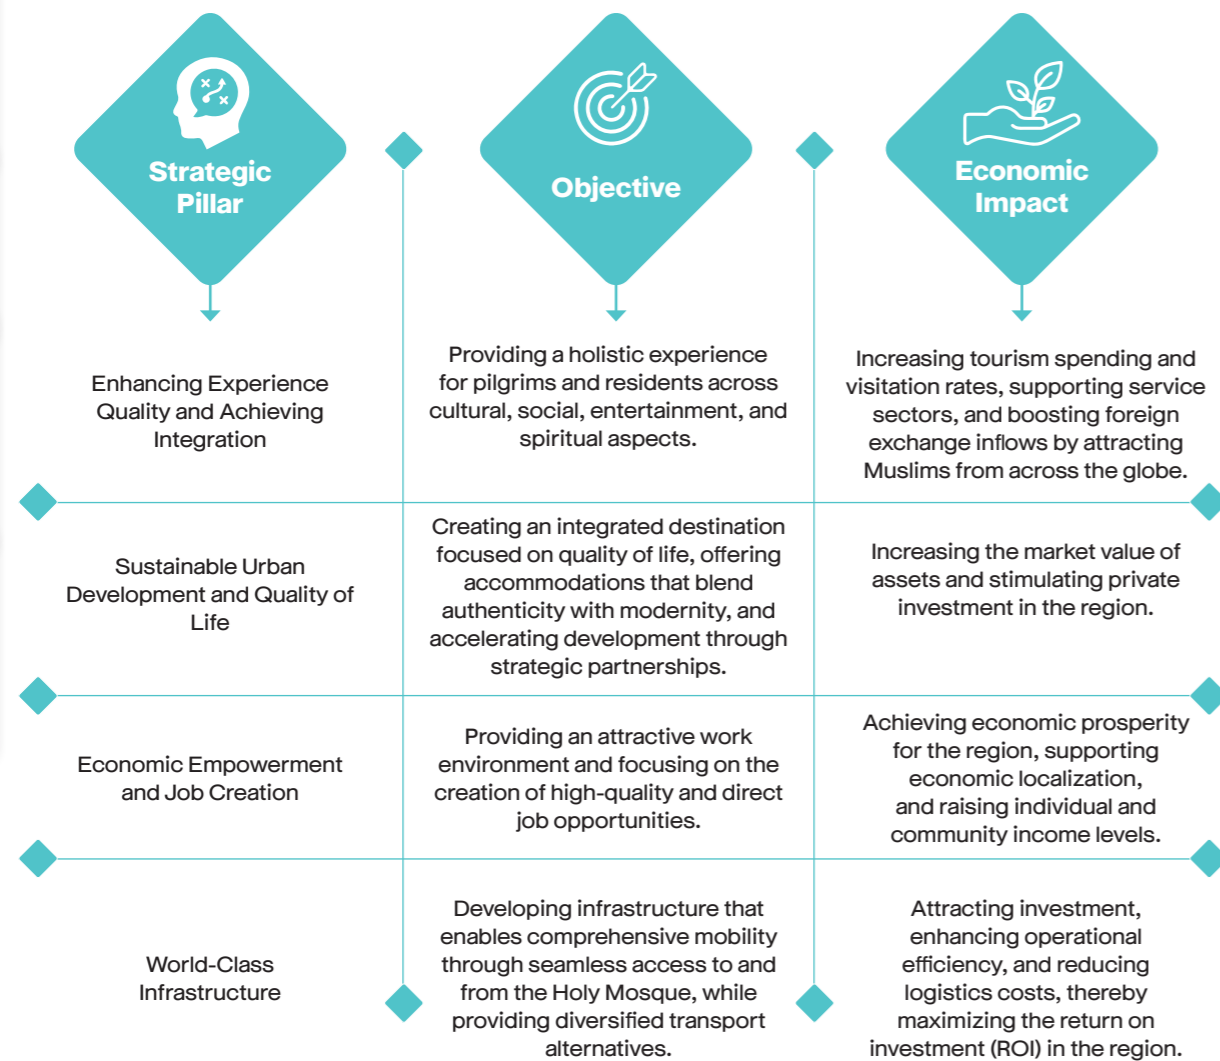 Strategic
Pillar
Objective
Economic
Impact
Enhancing Experience
Quality and Achieving
Integration
Providing a holistic experience
for pilgrims and residents across
cultural, social, entertainment, and
spiritual aspects.
Increasing tourism spending and
visitation rates, supporting service
sectors, and boosting foreign
exchange inflows by attracting
Muslims from across the globe.
Sustainable Urban
Development and Quality of
Life
Creating an integrated destination
focused on quality of life, offering
accommodations that blend
authenticity with modernity, and
accelerating development through
strategic partnerships.
Increasing the market value of
assets and stimulating private
investment in the region.
Economic Empowerment
and Job Creation
Providing an attractive work
environment and focusing on the
creation of high-quality and direct
job opportunities.
Achieving economic prosperity
for the region, supporting
economic localization,
and raising individual and
community income levels.
World-Class
Infrastructure
Developing infrastructure that
enables comprehensive mobility
through seamless access to and
from the Holy Mosque, while
providing diversified transport
alternatives.
Attracting investment,
enhancing operational
efficiency, and reducing
logistics costs, thereby
maximizing the return on
investment (ROI) in the region.